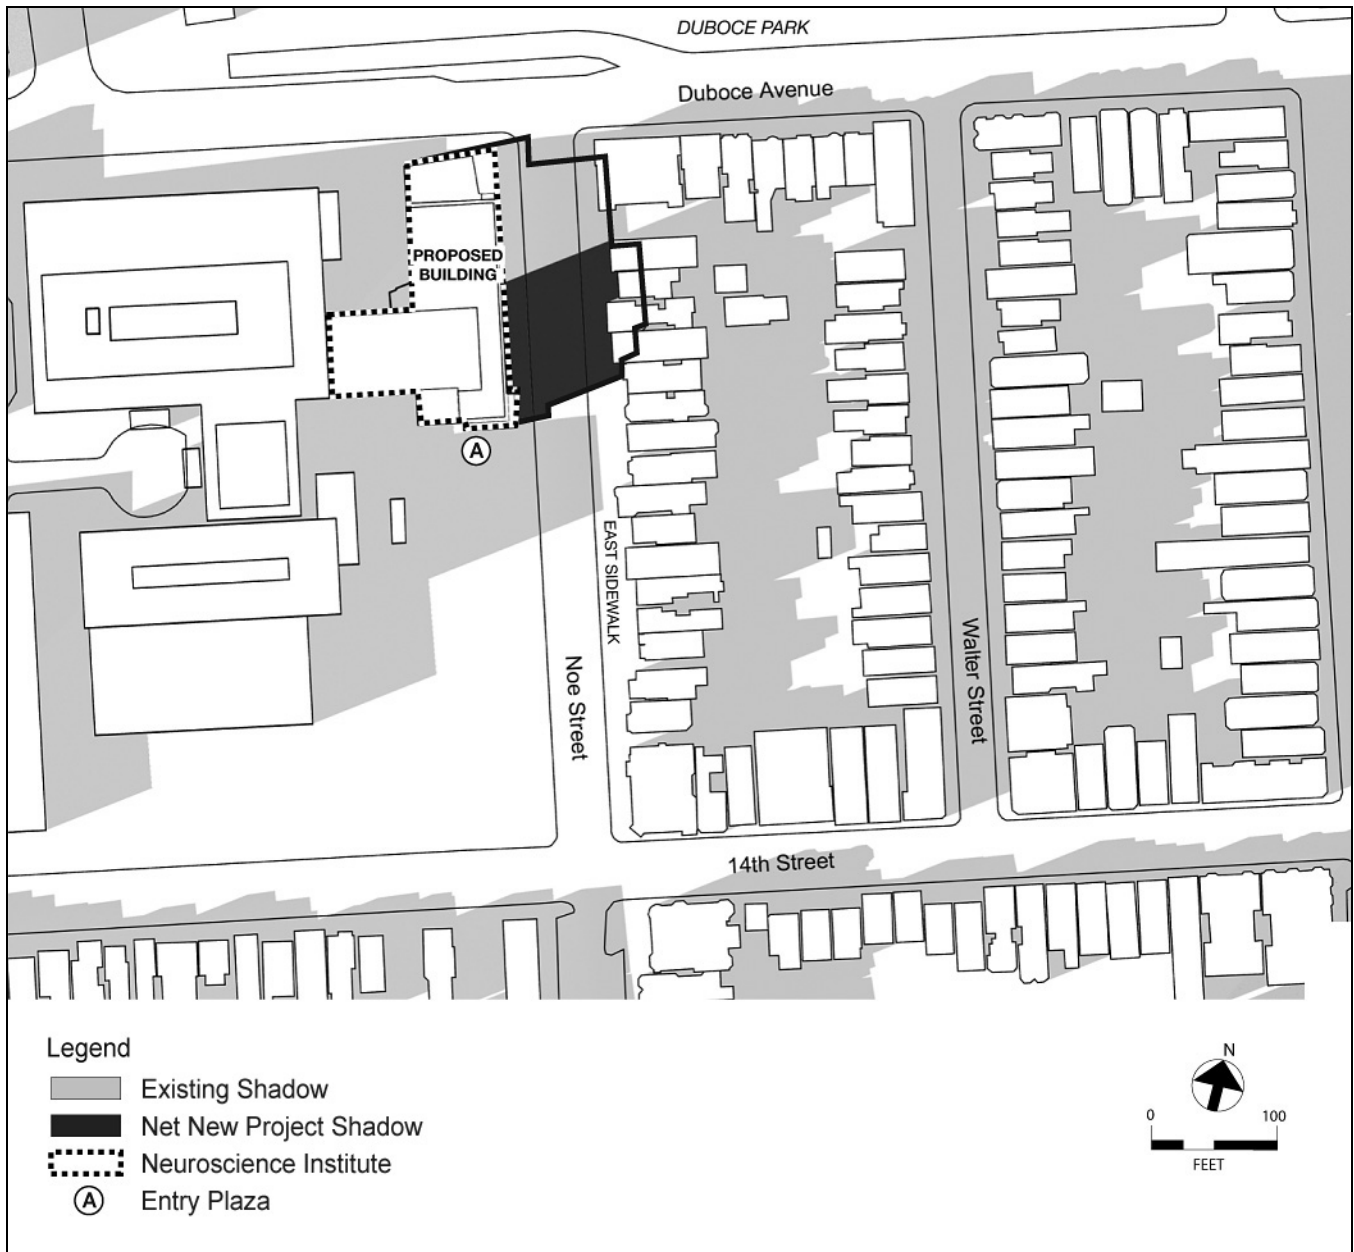 DUBOCE PARK
Duboce Avenue
PROPOSED
BUILDING
A
EAST SIDEWALK
Noe Street
Walter Street
14th Street
Legend
Existing Shadow
Net New Project Shadow
Neuroscience Institute
A Entry Plaza
N
0 100
FEET